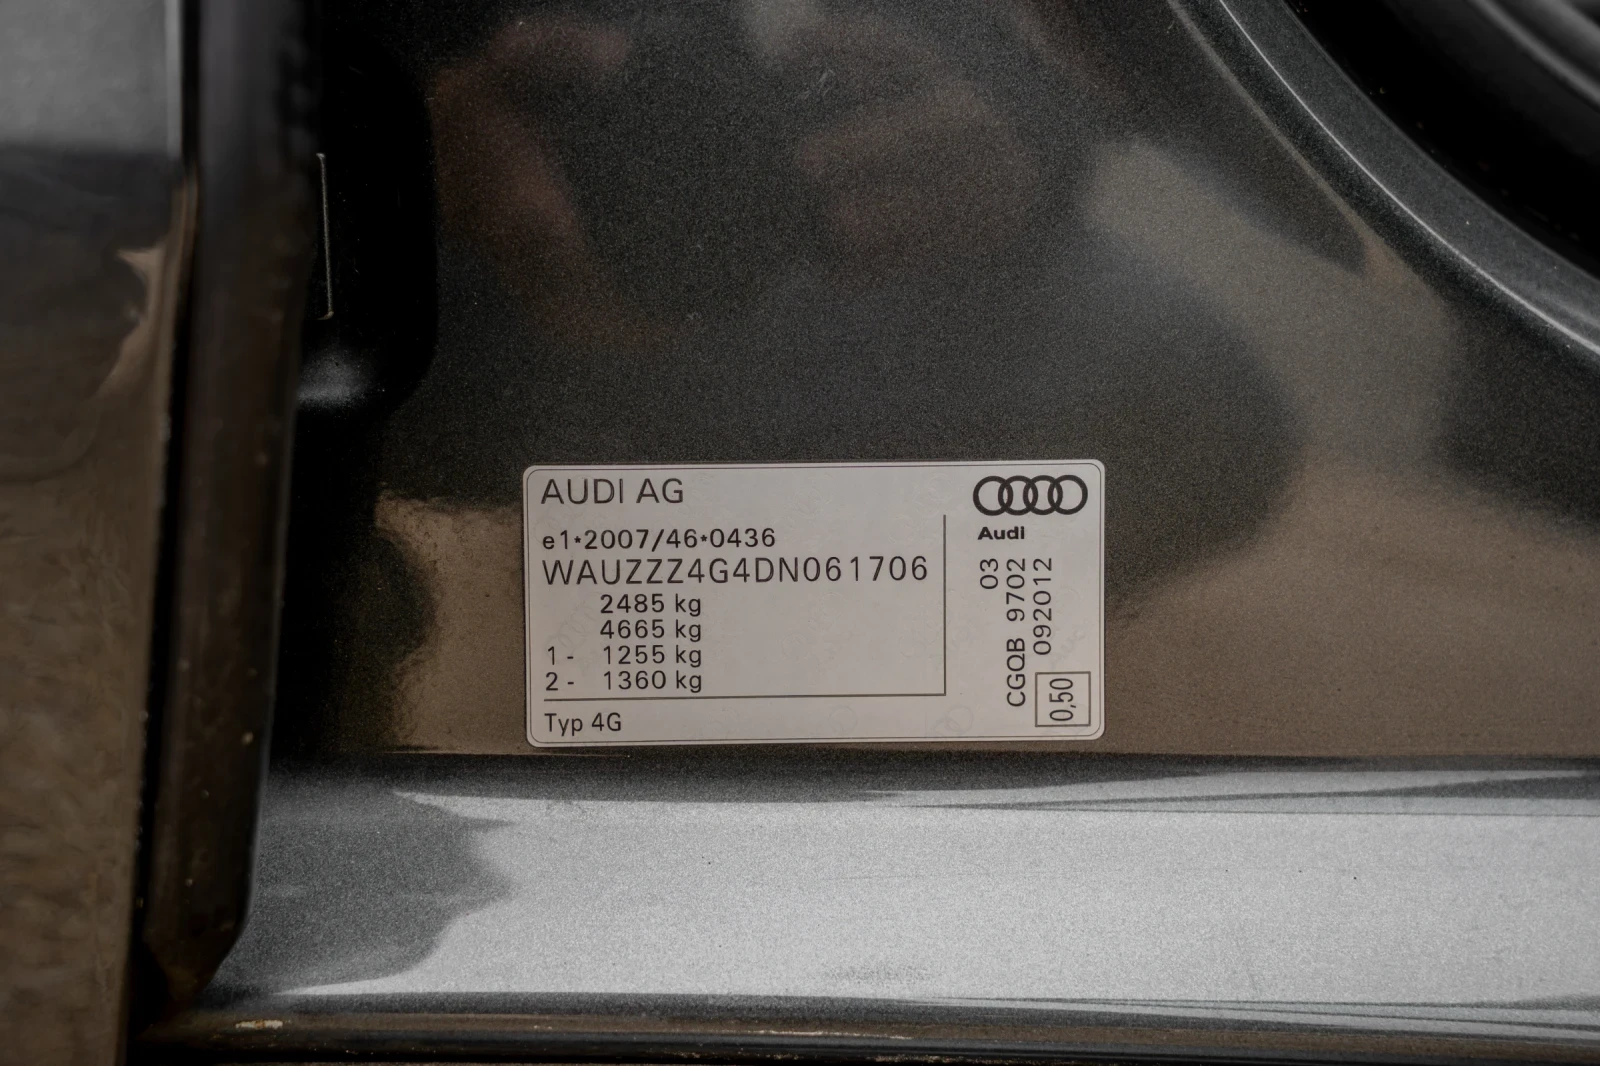 AUDI AG
e1*2007/46*0436
WAUZZZ4G4DN061706
2485 kg
4665 kg
1 - 1255 kg
2 - 1360 kg
Typ 4G
Audi
03
CGQB 9702
092012
0,50